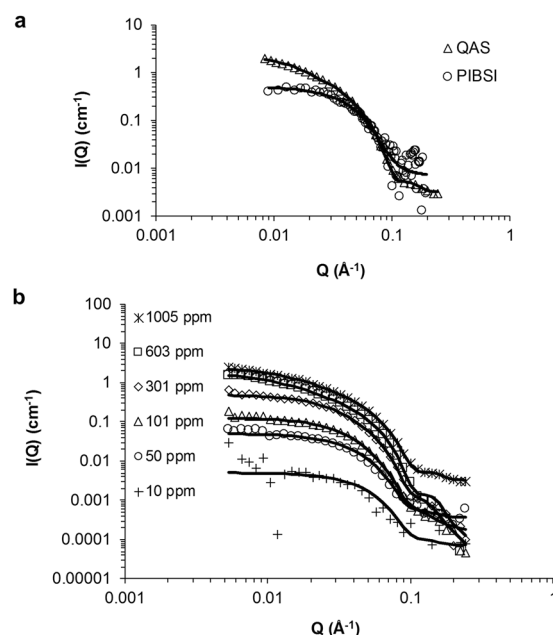 a
10
1
0.1
0.01
0.001
I(Q) (cm-1)
△ QAS
○ PIBSI
0.001 0.01 0.1 1
Q (Å-1)
b
100
10
1
0.1
0.01
0.001
0.0001
0.00001
I(Q) (cm-1)
1005 ppm
603 ppm
301 ppm
101 ppm
50 ppm
10 ppm
0.001 0.01 0.1 1
Q (Å-1)